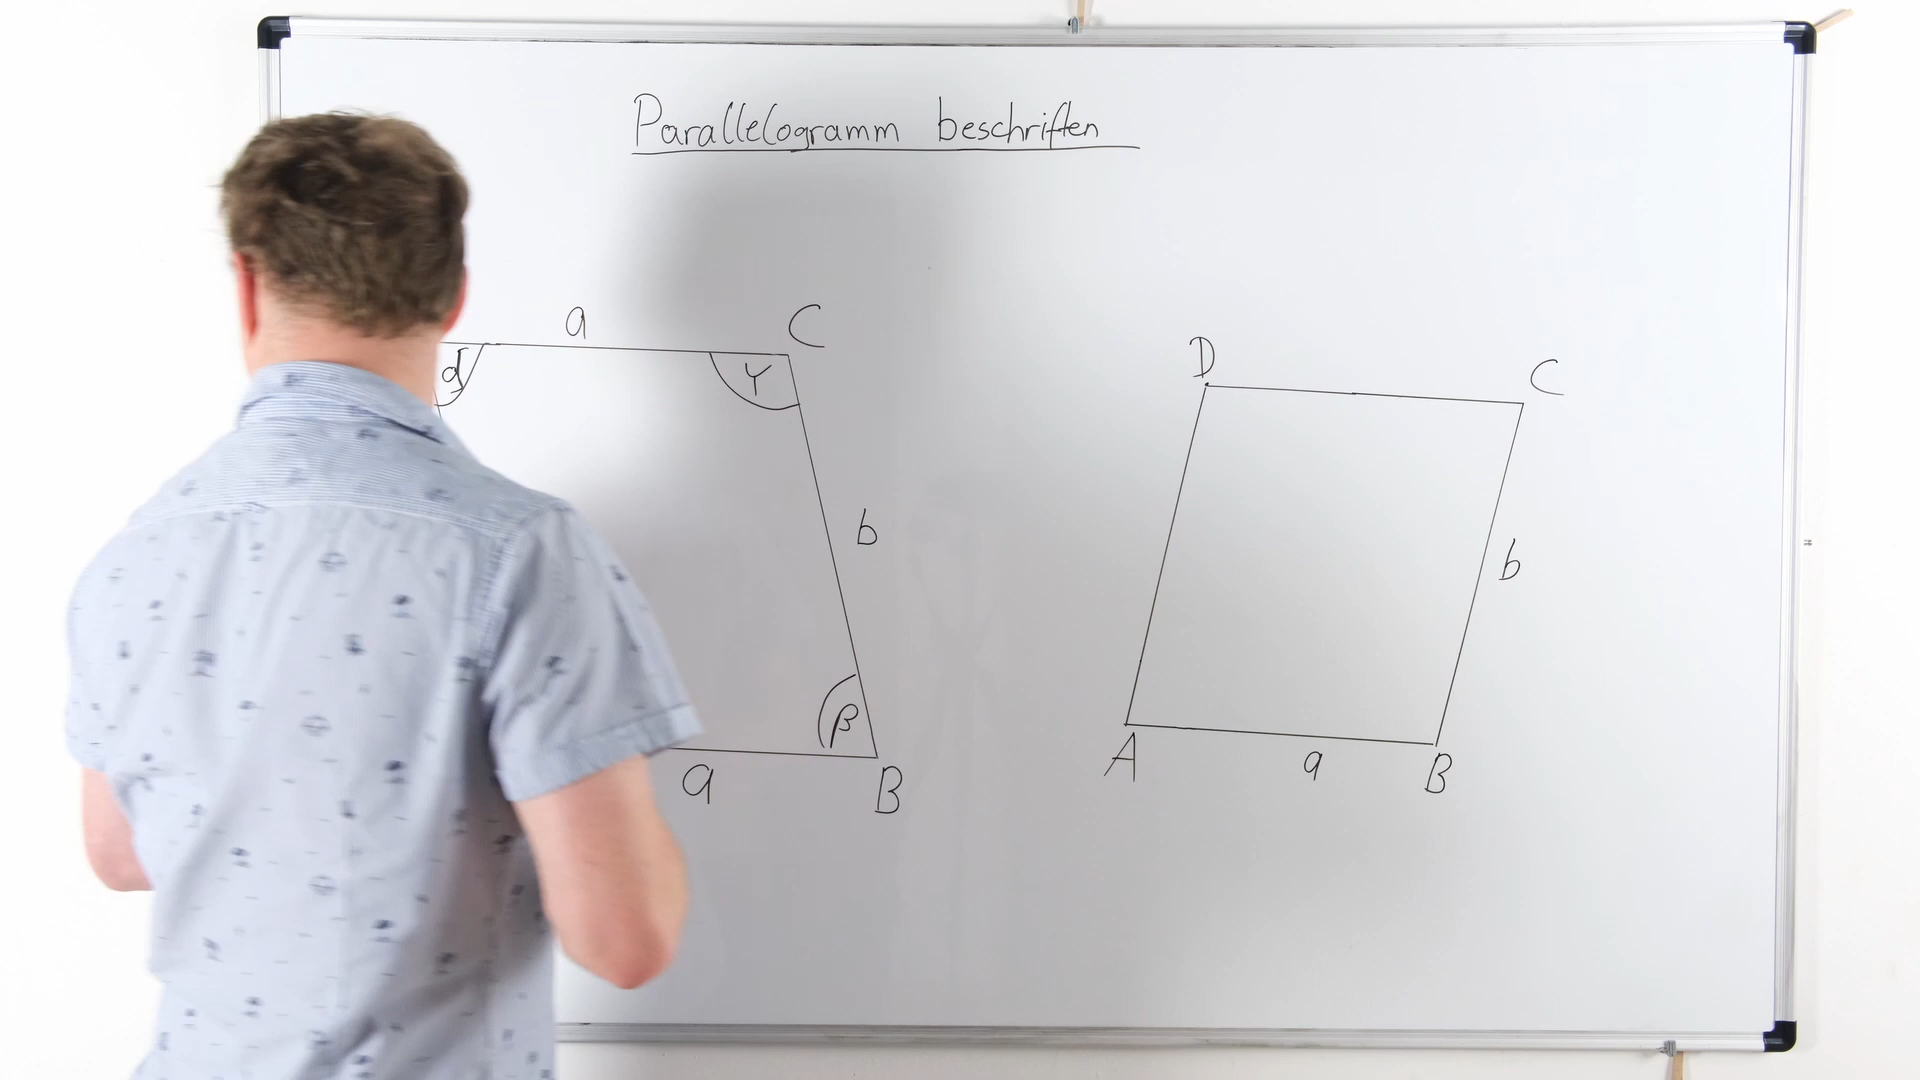 Parallelogramm beschriften
a
C
δ
γ
b
β
a
B
D
C
b
A
a
B